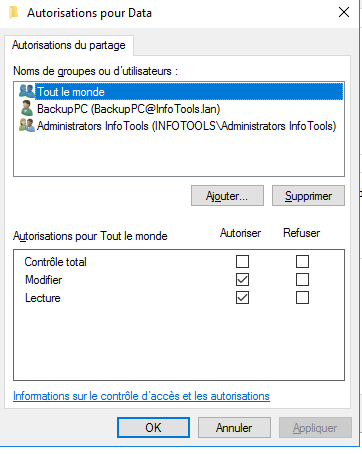 Autorisations pour Data
Autorisations du partage
Noms de groupes ou d'utilisateurs :
Tout le monde
BackupPC (BackupPC@InfoTools.lan)
Administrators InfoTools (INFOTOOLS\Administrators InfoTools)
Ajouter... Supprimer
Autorisations pour Tout le monde Autoriser Refuser
Contrôle total
Modifier
Lecture
Informations sur le contrôle d'accès et les autorisations
OK Annuler Appliquer